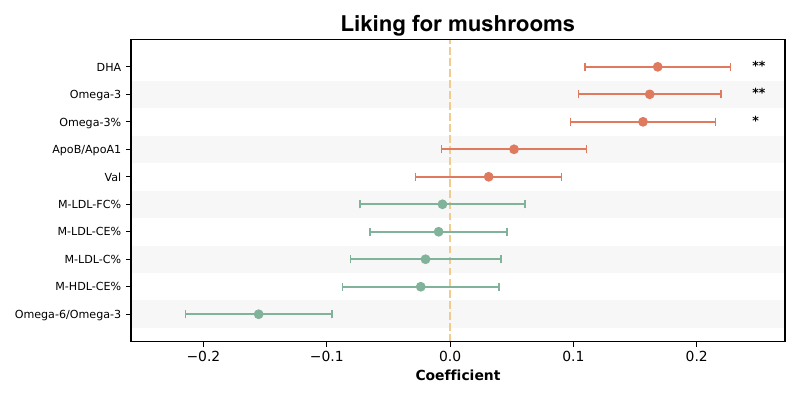 Liking for mushrooms
DHA **
Omega-3 **
Omega-3% *
ApoB/ApoA1
Val
M-LDL-FC%
M-LDL-CE%
M-LDL-C%
M-HDL-CE%
Omega-6/Omega-3
−0.2 −0.1 0.0 0.1 0.2
Coefficient